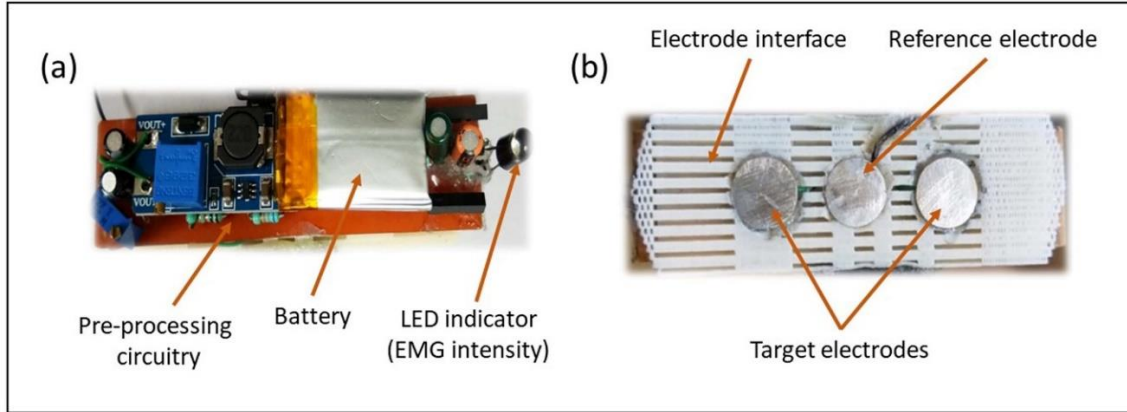 (a)
VOUT+
VOUT-
Pre-processing
circuitry
Battery
LED indicator
(EMG intensity)
(b)
Electrode interface
Reference electrode
Target electrodes